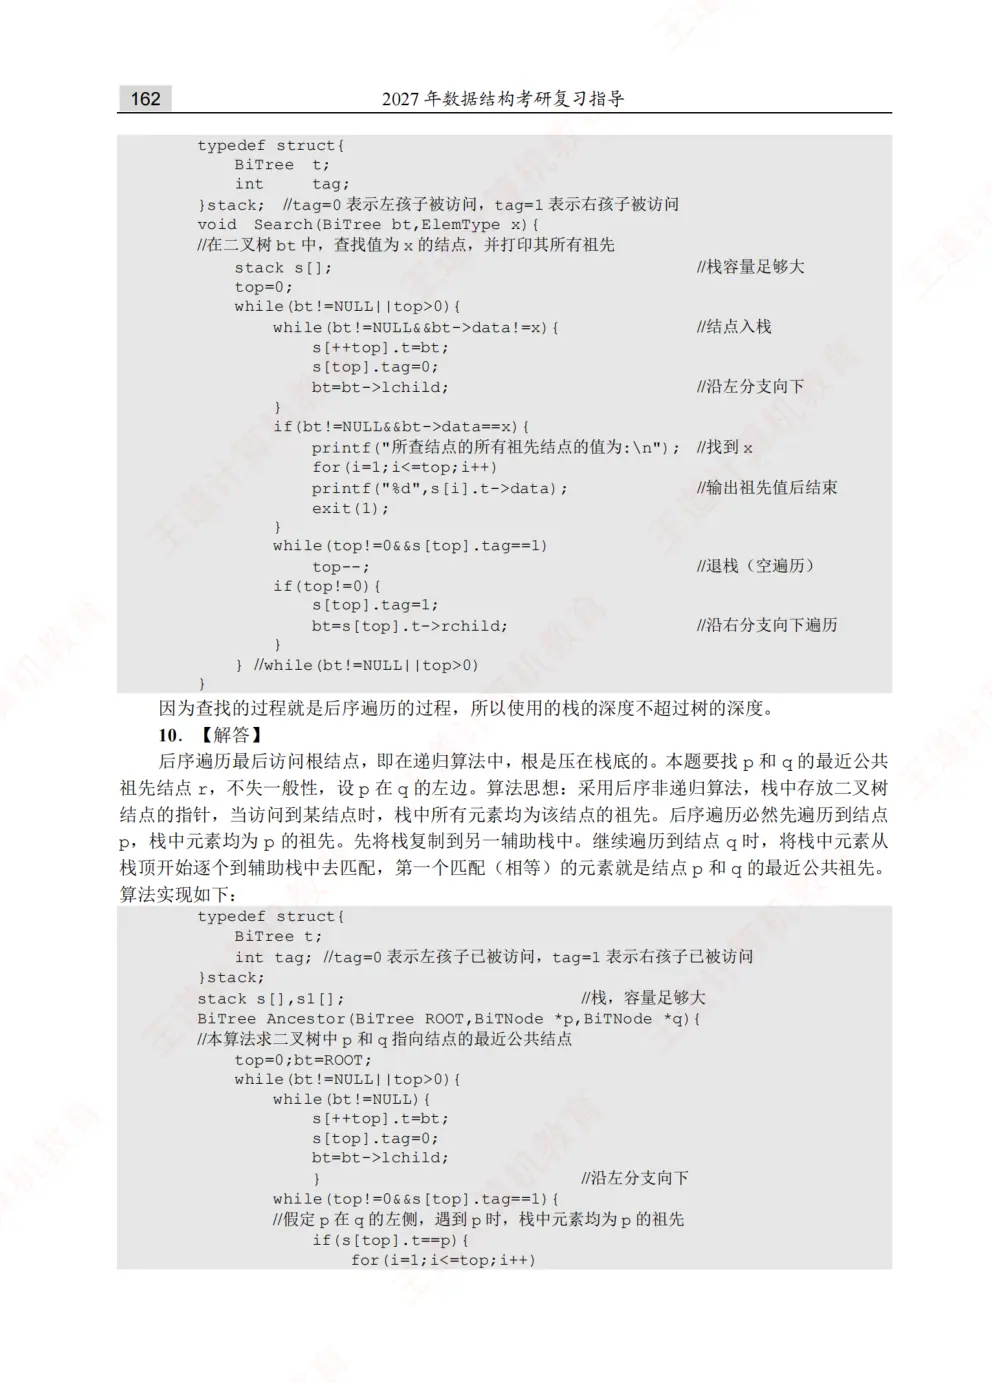 162
2027 年数据结构考研复习指导
typedef struct{
BiTree t;
int tag;
}stack; //tag=0 表示左孩子被访问，tag=1 表示右孩子被访问
void Search(BiTree bt,ElemType x){
//在二叉树 bt 中，查找值为 x 的结点，并打印其所有祖先
stack s[]; //栈容量足够大
top=0;
while(bt!=NULL||top>0){
while(bt!=NULL&&bt->data!=x){ //结点入栈
s[++top].t=bt;
s[top].tag=0;
bt=bt->lchild; //沿左分支向下
}
if(bt!=NULL&&bt->data==x){
printf("所查结点的所有祖先结点的值为:\n"); //找到 x
for(i=1;i<=top;i++)
printf("%d",s[i].t->data); //输出祖先值后结束
exit(1);
}
while(top!=0&&s[top].tag==1)
top--; //退栈（空遍历）
if(top!=0){
s[top].tag=1;
bt=s[top].t->rchild; //沿右分支向下遍历
}
} //while(bt!=NULL||top>0)
}
因为查找的过程就是后序遍历的过程，所以使用的栈的深度不超过树的深度。
10. 【解答】
后序遍历最后访问根结点，即在递归算法中，根是压在栈底的。本题要找 p 和 q 的最近公共
祖先结点 r，不失一般性，设 p 在 q 的左边。算法思想：采用后序非递归算法，栈中存放二叉树
结点的指针，当访问到某结点时，栈中所有元素均为该结点的祖先。后序遍历必然先遍历到结点
p，栈中元素均为 p 的祖先。先将栈复制到另一辅助栈中。继续遍历到结点 q 时，将栈中元素从
栈顶开始逐个到辅助栈中去匹配，第一个匹配（相等）的元素就是结点 p 和 q 的最近公共祖先。
算法实现如下：
typedef struct{
BiTree t;
int tag; //tag=0 表示左孩子已被访问，tag=1 表示右孩子已被访问
}stack;
stack s[],s1[]; //栈，容量足够大
BiTree Ancestor(BiTree ROOT,BiTNode *p,BiTNode *q){
//本算法求二叉树中 p 和 q 指向结点的最近公共结点
top=0;bt=ROOT;
while(bt!=NULL||top>0){
while(bt!=NULL){
s[++top].t=bt;
s[top].tag=0;
bt=bt->lchild;
} //沿左分支向下
while(top!=0&&s[top].tag==1){
//假定 p 在 q 的左侧，遇到 p 时，栈中元素均为 p 的祖先
if(s[top].t==p){
for(i=1;i<=top;i++)